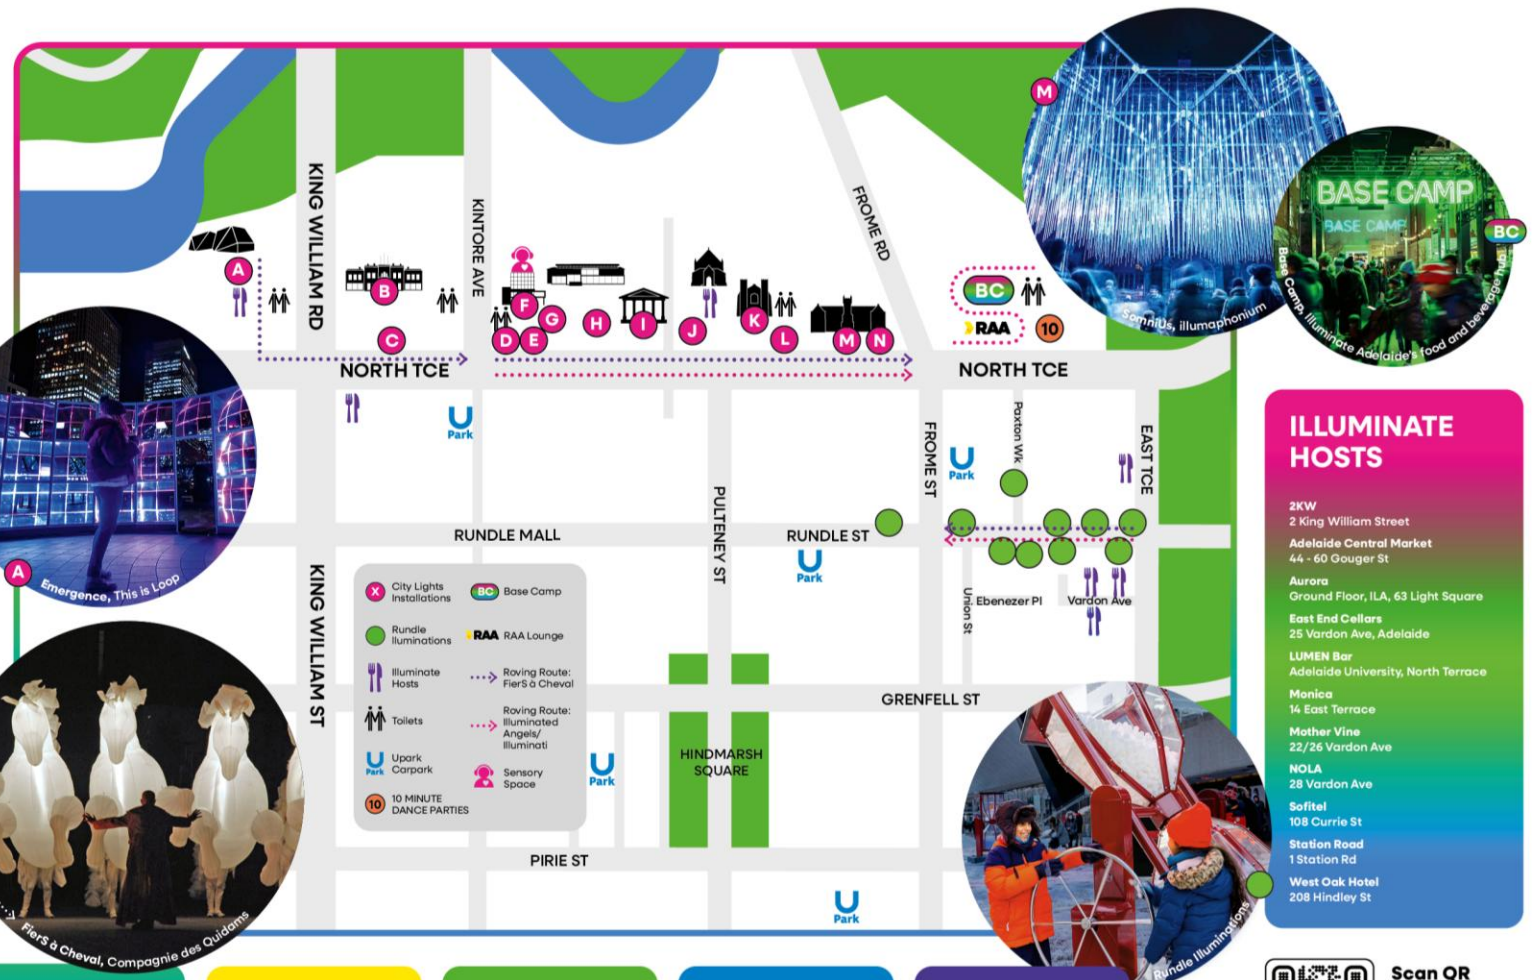 M
BASE CAMP
BASE CAMP
BC
Somnius, illumaphonium
Base Camp, Illuminate Adelaide's food and beverage hub
KING WILLIAM RD
KINTORE AVE
FROME RD
A
B
C
D
E
F
G
H
I
J
K
L
M
N
BC
RAA
10
NORTH TCE
NORTH TCE
U
Park
U
Park
FROME ST
Paxton Wk
EAST TCE
PULTENEY ST
RUNDLE MALL
RUNDLE ST
U
Park
Union St
Ebenezer Pl
Vardon Ave
KING WILLIAM ST
GRENFELL ST
HINDMARSH
SQUARE
U
Park
PIRIE ST
U
Park
A
Emergence, This is Loop
FierS à Cheval, Compagnie des Quidams
Rundle Illuminations
X
City Lights
Installations
BC
Base Camp
Rundle
Iluminations
RAA
RAA Lounge
Illuminate
Hosts
Roving Route:
FierS à Cheval
Toilets
Roving Route:
Illuminated
Angels/
Illuminati
U
Park
Upark
Carpark
Sensory
Space
10
10 MINUTE
DANCE PARTIES
ILLUMINATE
HOSTS
2KW
2 King William Street
Adelaide Central Market
44 - 60 Gouger St
Aurora
Ground Floor, ILA, 63 Light Square
East End Cellars
25 Vardon Ave, Adelaide
LUMEN Bar
Adelaide University, North Terrace
Monica
14 East Terrace
Mother Vine
22/26 Vardon Ave
NOLA
28 Vardon Ave
Sofitel
108 Currie St
Station Road
1 Station Rd
West Oak Hotel
208 Hindley St
Scan QR